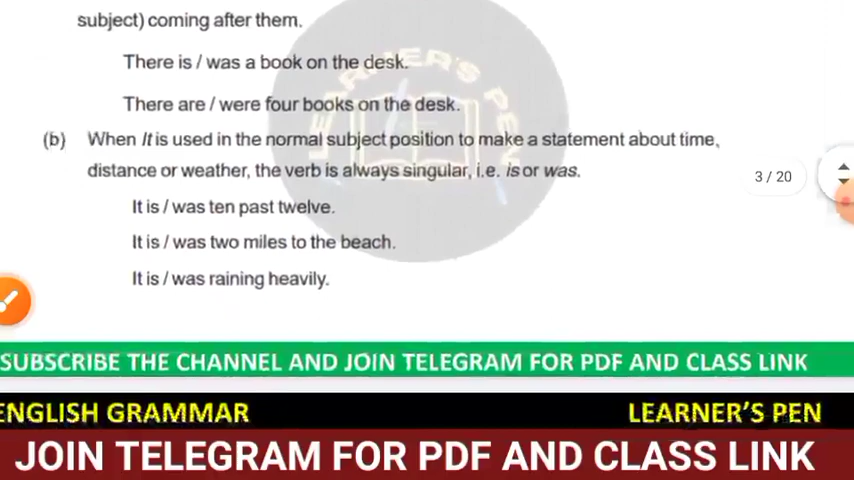 subject) coming after them.
There is / was a book on the desk.
There are / were four books on the desk.
(b) When It is used in the normal subject position to make a statement about time,
distance or weather, the verb is always singular, i.e. is or was.
It is / was ten past twelve.
It is / was two miles to the beach.
It is / was raining heavily.
3 / 20
LEARNER'S PEN
SUBSCRIBE THE CHANNEL AND JOIN TELEGRAM FOR PDF AND CLASS LINK
ENGLISH GRAMMAR
LEARNER'S PEN
JOIN TELEGRAM FOR PDF AND CLASS LINK